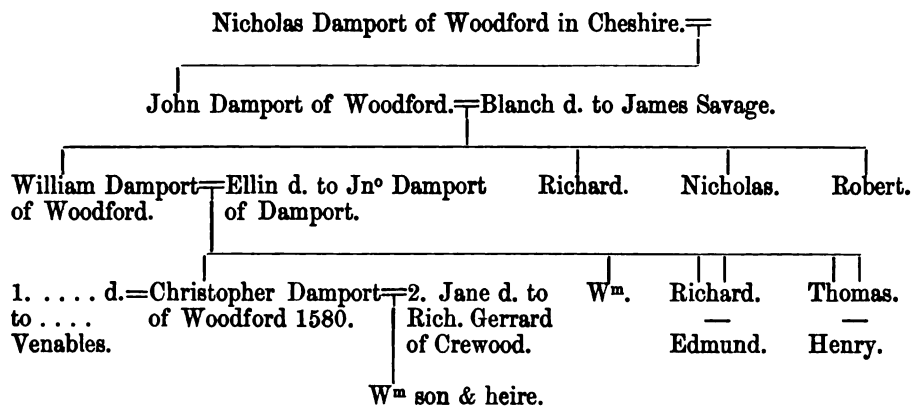 Nicholas Damport of Woodford in Cheshire.=
John Damport of Woodford.=Blanch d. to James Savage.
William Damport=Ellin d. to Jnº Damport Richard. Nicholas. Robert.
of Woodford. of Damport.
1. . . . . . d.=Christopher Damport=2. Jane d. to Wᵐ. Richard. Thomas.
to . . . . of Woodford 1580. Rich. Gerrard — —
Venables. of Crewood. Edmund. Henry.
Wᵐ son & heire.